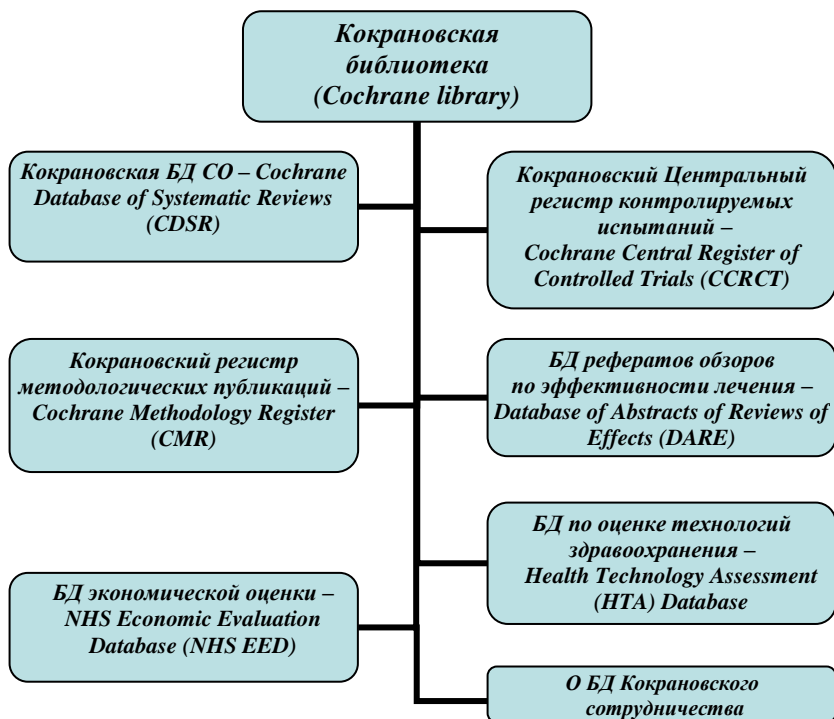 Кокрановская
библиотека
(Cochrane library)
Кокрановская БД СО – Cochrane
Database of Systematic Reviews
(CDSR)
Кокрановский Центральный
регистр контролируемых
испытаний –
Cochrane Central Register of
Controlled Trials (CCRCT)
Кокрановский регистр
методологических публикаций –
Cochrane Methodology Register
(CMR)
БД рефератов обзоров
по эффективности лечения –
Database of Abstracts of Reviews of
Effects (DARE)
БД по оценке технологий
здравоохранения –
Health Technology Assessment
(HTA) Database
БД экономической оценки –
NHS Economic Evaluation
Database (NHS EED)
О БД Кокрановского
сотрудничества